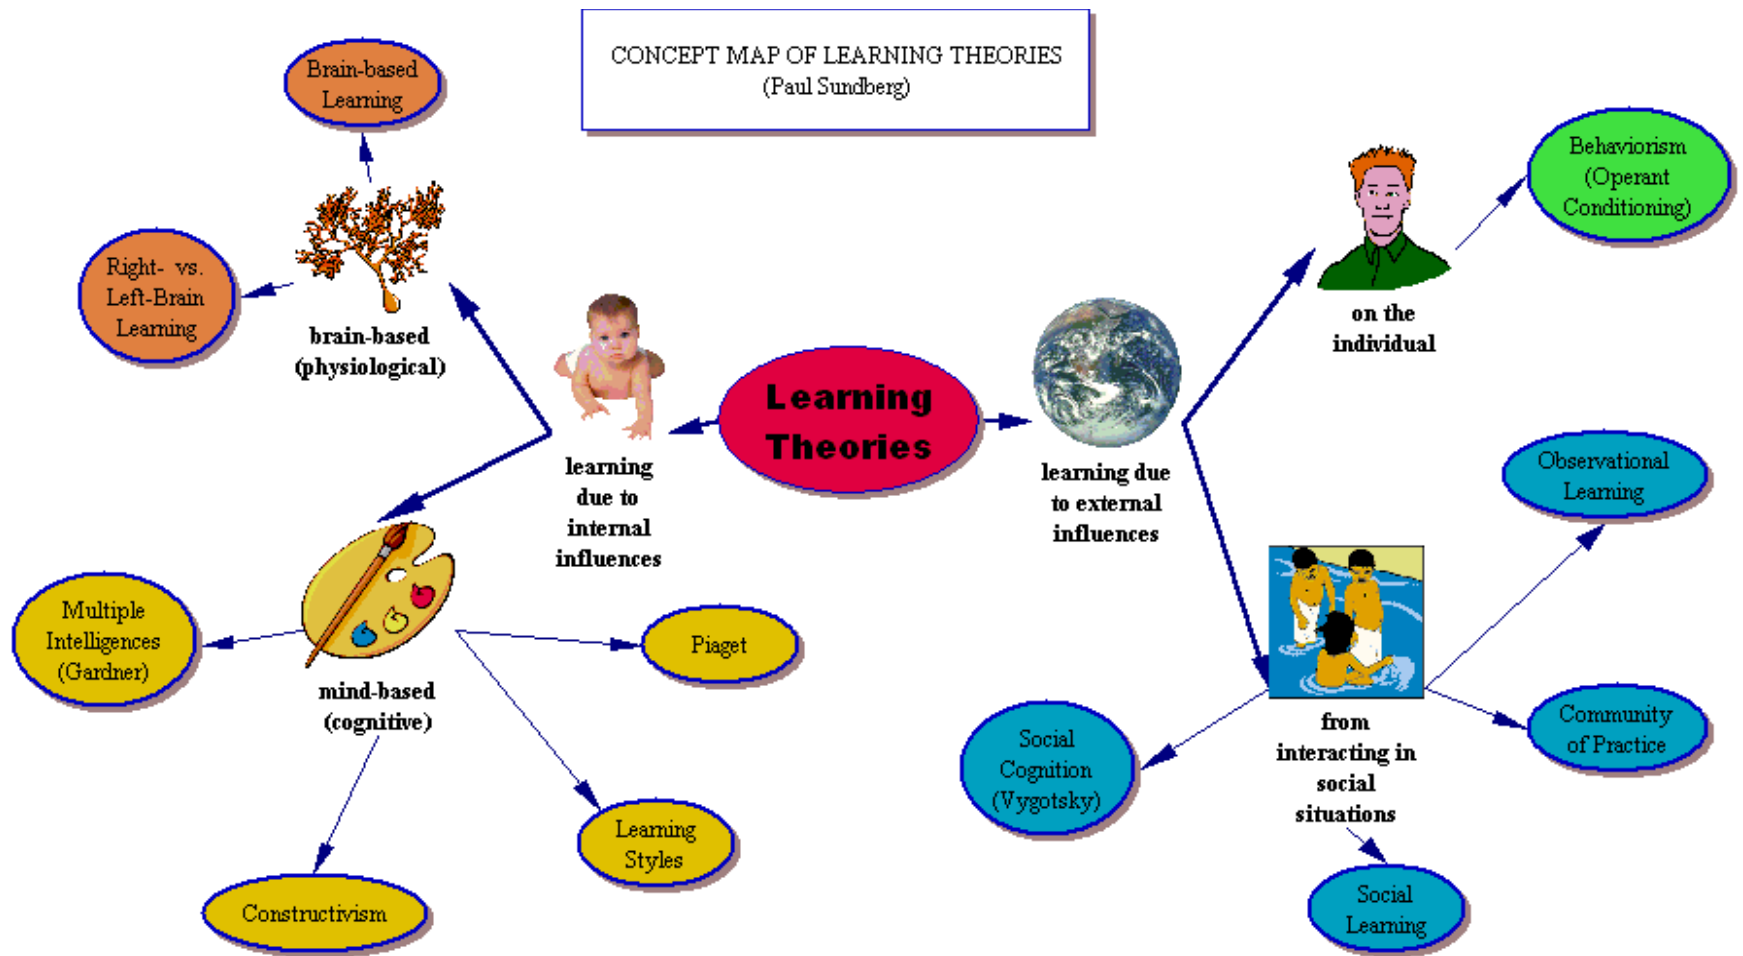 CONCEPT MAP OF LEARNING THEORIES
(Paul Sundberg)
Brain-based
Learning
Right- vs.
Left-Brain
Learning
brain-based
(physiological)
learning
due to
internal
influences
Learning
Theories
learning due
to external
influences
on the
individual
Behaviorism
(Operant
Conditioning)
Observational
Learning
Multiple
Intelligences
(Gardner)
mind-based
(cognitive)
Piaget
Learning
Styles
Constructivism
Social
Cognition
(Vygotsky)
from
interacting in
social
situations
Community
of Practice
Social
Learning